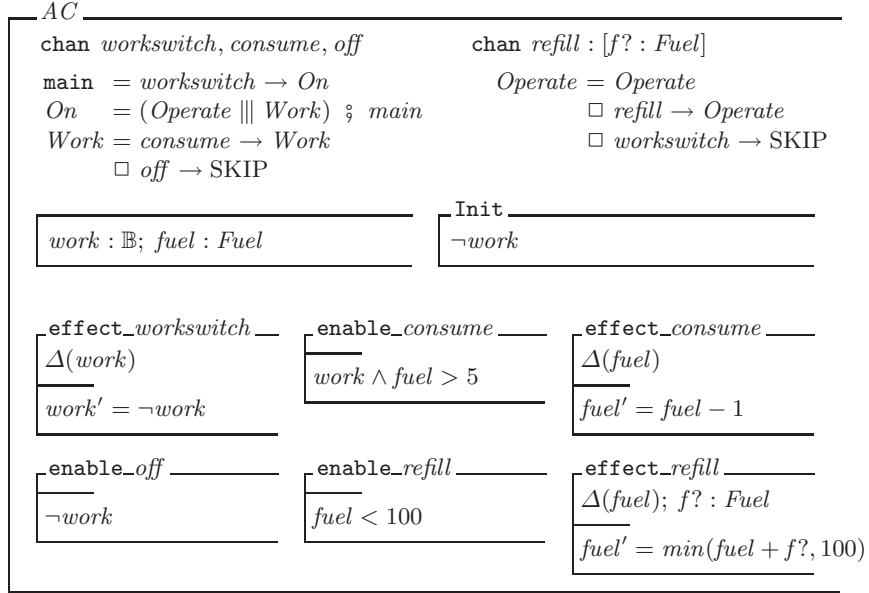 AC
chan workswitch, consume, off
chan refill : [f? : Fuel]
main = workswitch → On
On = (Operate ||| Work) ⨟ main
Work = consume → Work
□ off → SKIP
Operate = Operate
□ refill → Operate
□ workswitch → SKIP
work : 𝔹; fuel : Fuel
Init
¬work
effect_workswitch
Δ(work)
work′ = ¬work
enable_consume
work ∧ fuel > 5
effect_consume
Δ(fuel)
fuel′ = fuel − 1
enable_off
¬work
enable_refill
fuel < 100
effect_refill
Δ(fuel); f? : Fuel
fuel′ = min(fuel + f?, 100)